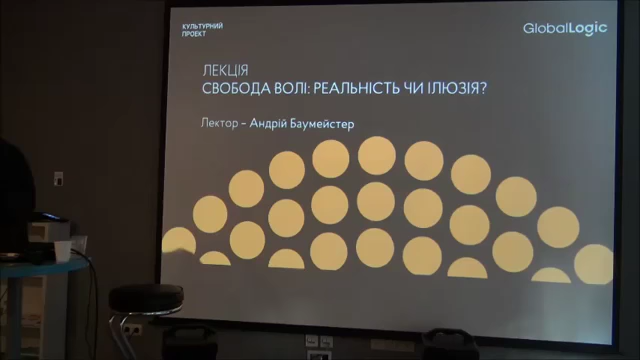 КУЛЬТУРНИЙ
ПРОЕКТ
GlobalLogic
ЛЕКЦІЯ
СВОБОДА ВОЛІ: РЕАЛЬНІСТЬ ЧИ ІЛЮЗІЯ?
Лектор – Андрій Баумейстер